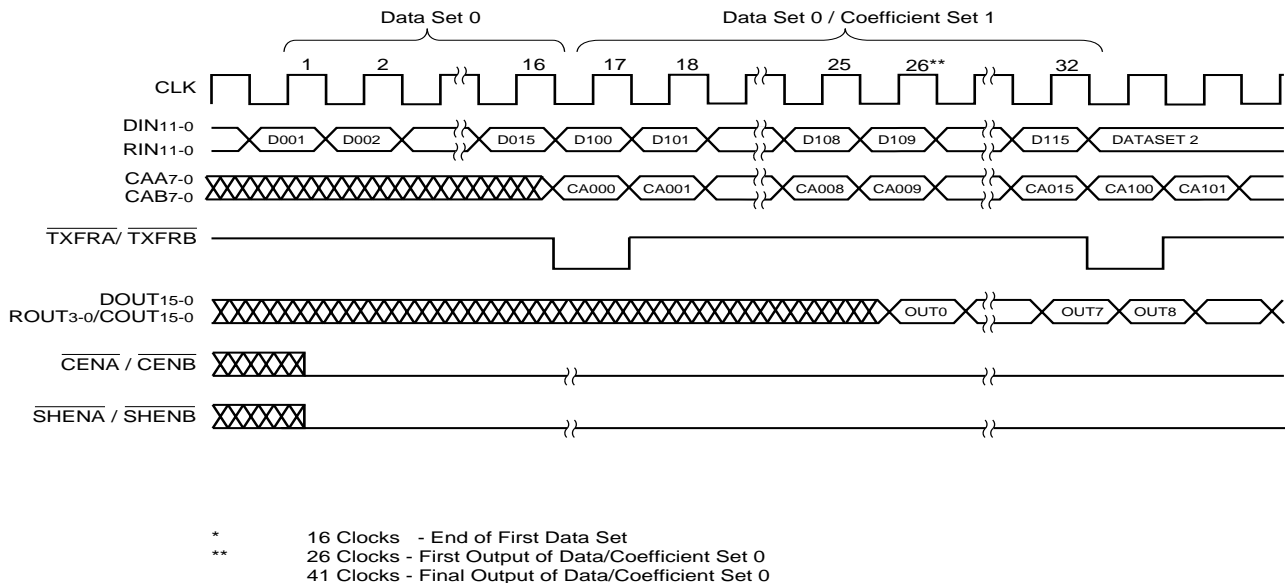 Data Set 0
Data Set 0 / Coefficient Set 1
1 2 16 17 18 25 26** 32
CLK
DIN11-0
RIN11-0
D001 D002 D015 D100 D101 D108 D109 D115 DATASET 2
CAA7-0
CAB7-0
CA000 CA001 CA008 CA009 CA015 CA100 CA101
TXFRA/ TXFRB
DOUT15-0
ROUT3-0/COUT15-0
OUT0 OUT7 OUT8
CENA / CENB
SHENA / SHENB
* 16 Clocks - End of First Data Set
** 26 Clocks - First Output of Data/Coefficient Set 0
41 Clocks - Final Output of Data/Coefficient Set 0